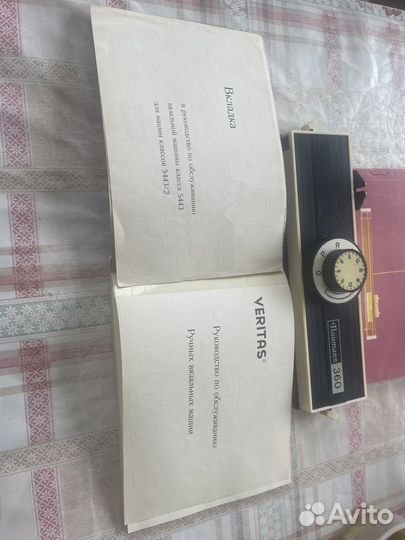 Вкладка
в руководство по обслуживанию
вязальной машины класса 5443
для машин классов 5443/2
VERITAS®
Руководство по обслуживанию
Ручных вязальных машин
Naumann 360
Avito